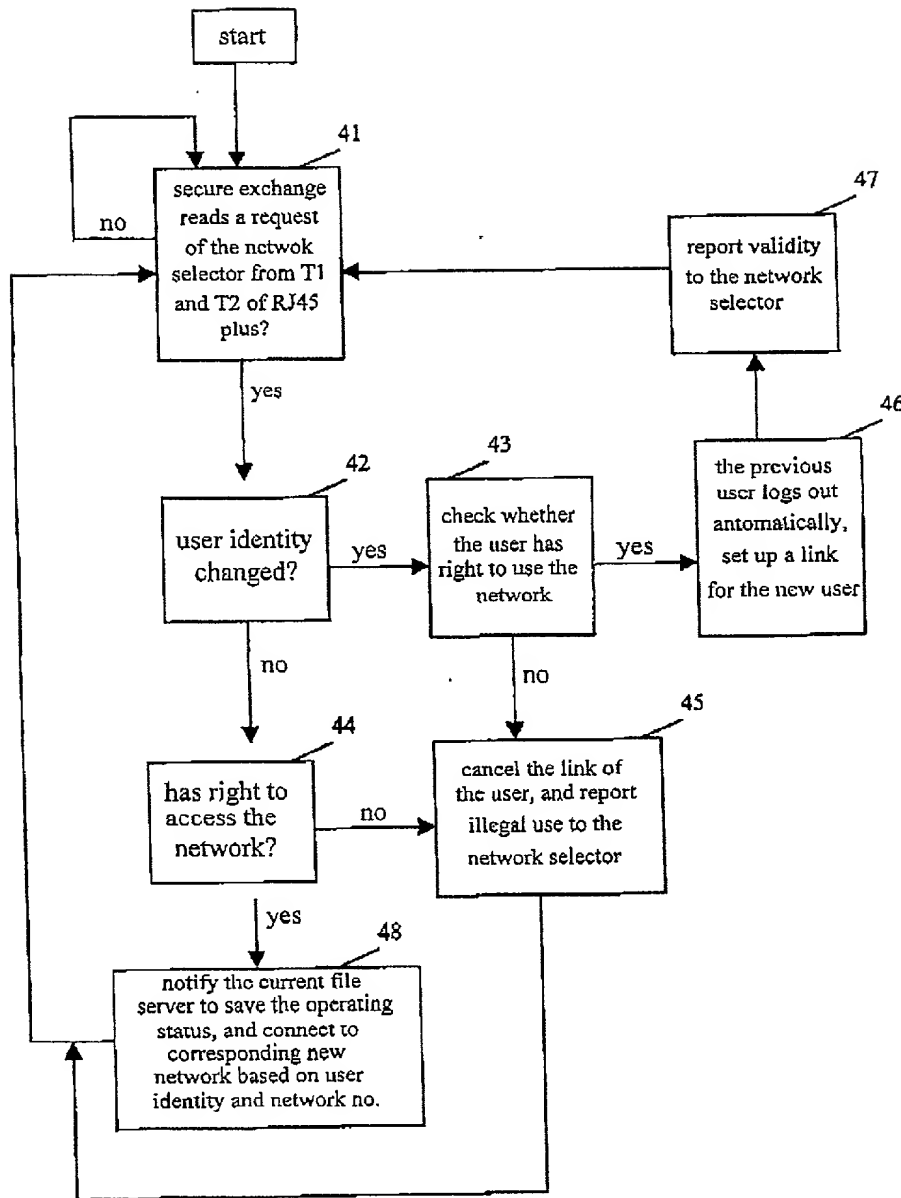 start
41
secure exchange
reads a request
of the netwok
selector from T1
and T2 of RJ45
plus?
no
yes
47
report validity
to the network
selector
42
user identity
changed?
yes
no
43
check whether
the user has
right to use the
network
yes
no
46
the previous
user logs out
antomatically,
set up a link
for the new user
44
has right to
access the
network?
no
yes
45
cancel the link of
the user, and report
illegal use to the
network selector
48
notify the current file
server to save the operating
status, and connect to
corresponding new
network based on user
identity and network no.